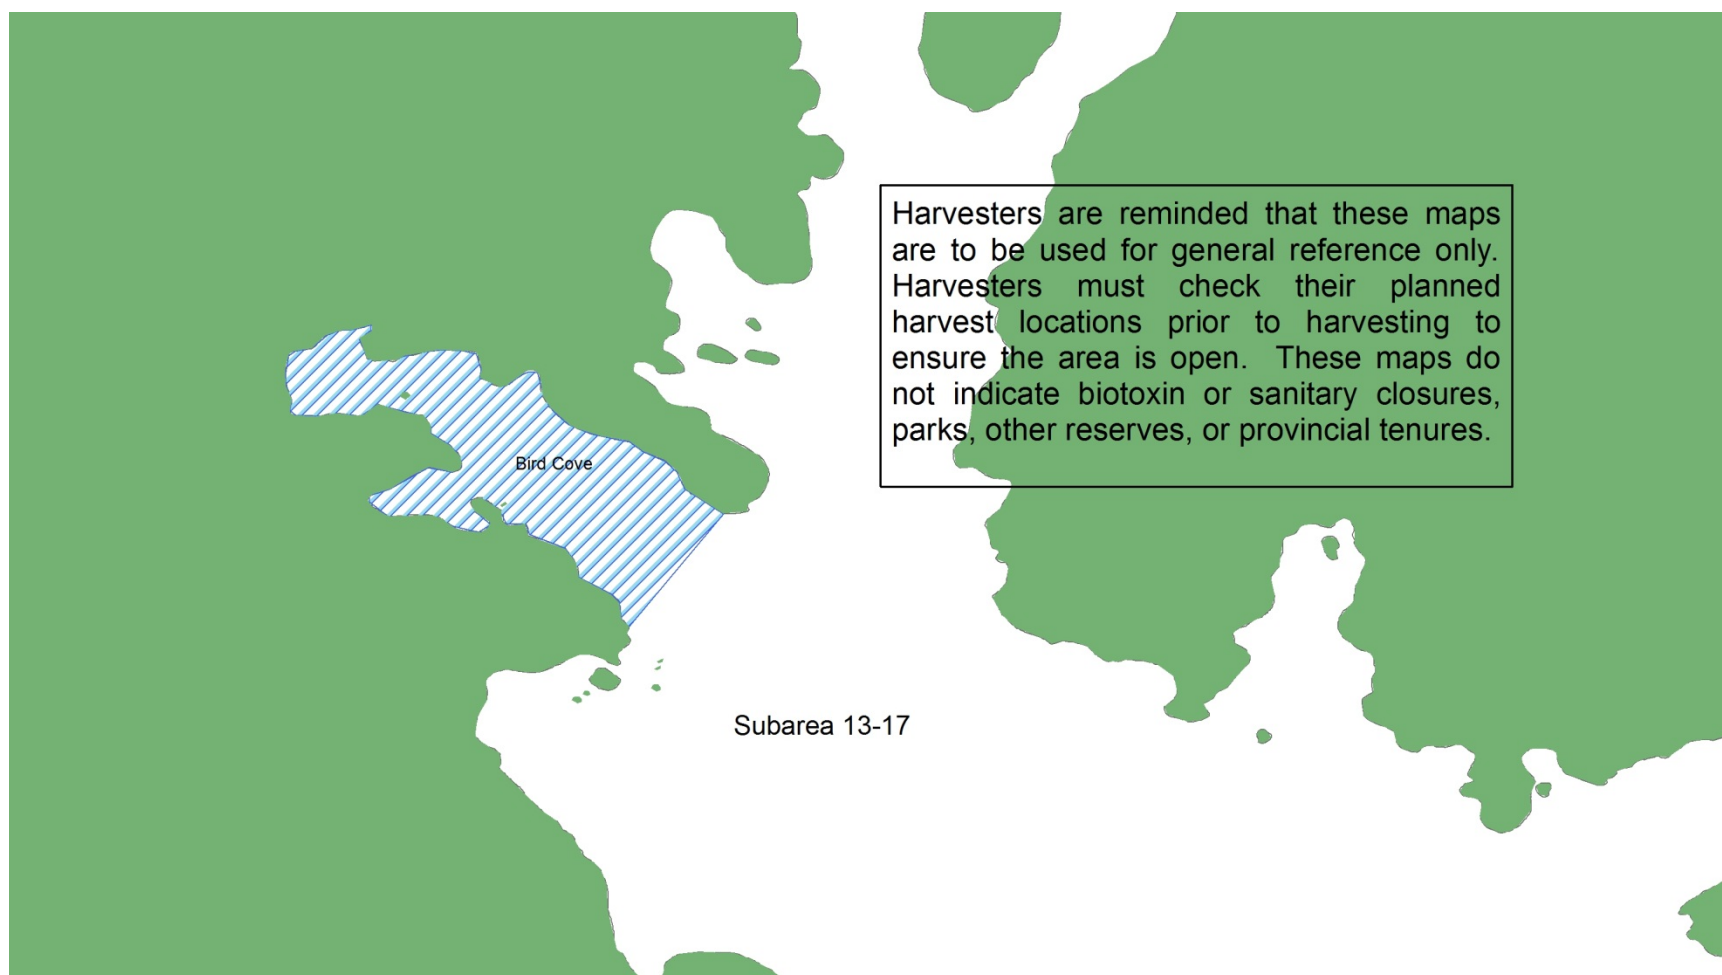 Harvesters are reminded that these maps
are to be used for general reference only.
Harvesters must check their planned
harvest locations prior to harvesting to
ensure the area is open. These maps do
not indicate biotoxin or sanitary closures,
parks, other reserves, or provincial tenures.
Bird Cove
Subarea 13-17